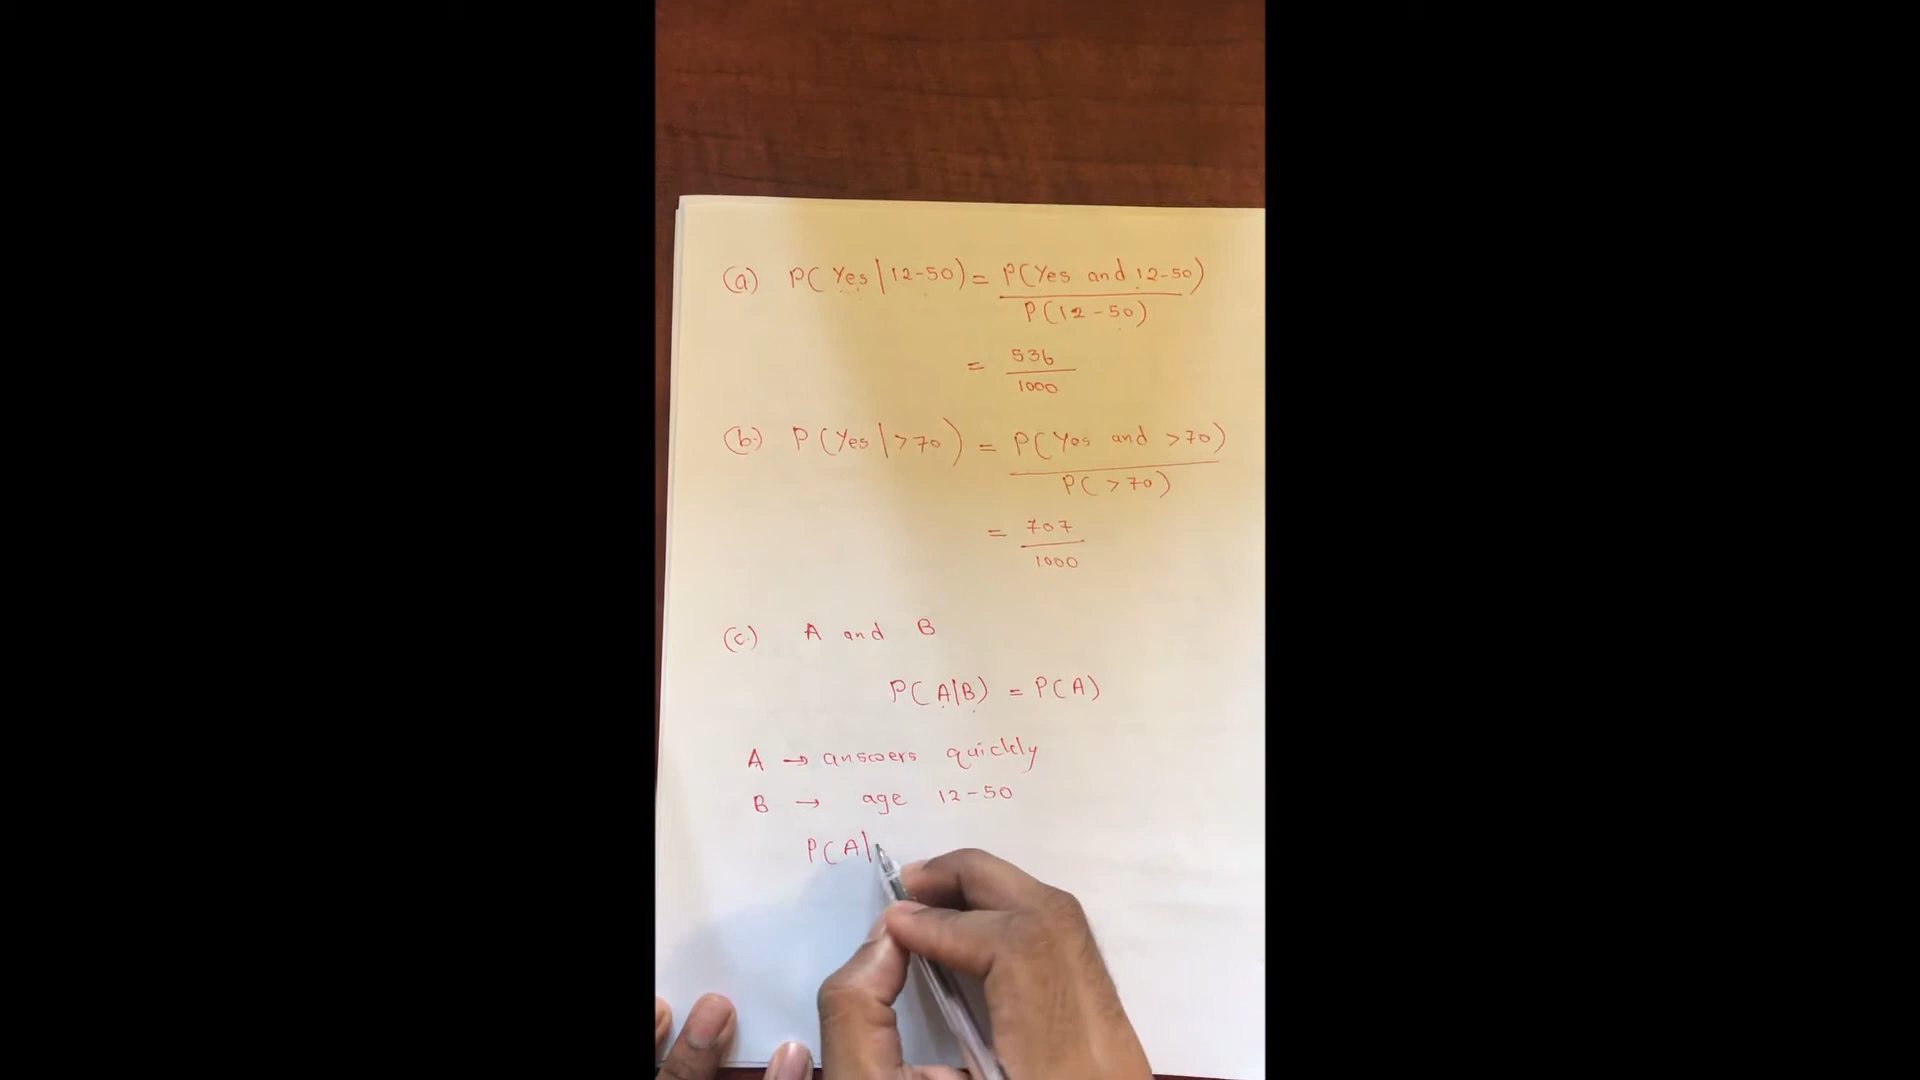 (a) P(Yes|12-50) = P(Yes and 12-50)
P(12-50)
= 536
1000
(b) P(Yes|>70) = P(Yes and >70)
P(>70)
= 707
1000
(c) A and B
P(A|B) = P(A)
A → answers quickly
B → age 12-50
P(A|